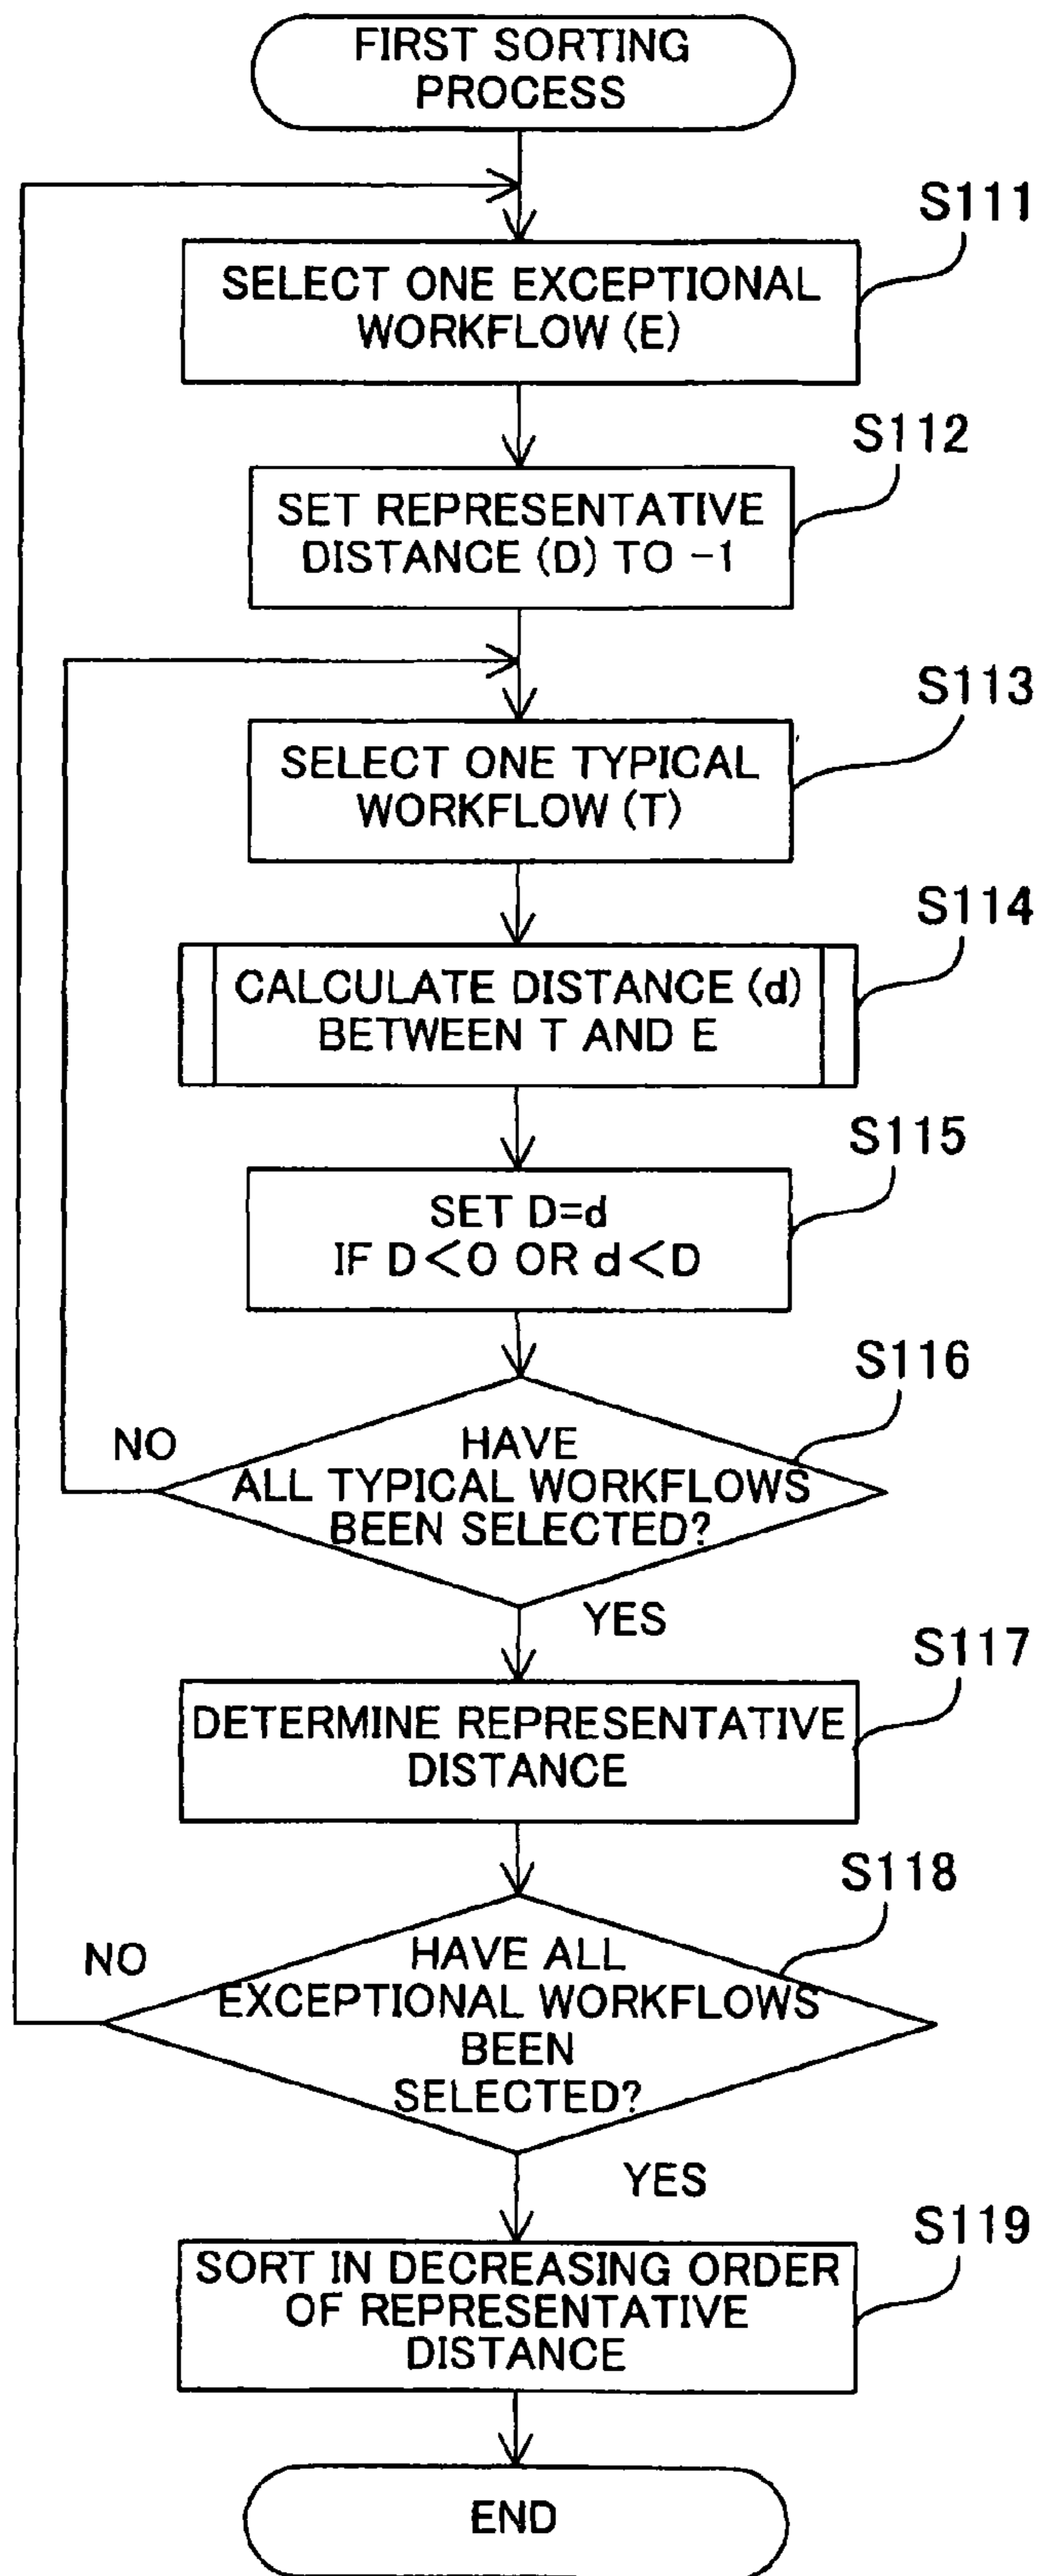 FIRST SORTING
PROCESS
S111
SELECT ONE EXCEPTIONAL
WORKFLOW (E)
S112
SET REPRESENTATIVE
DISTANCE (D) TO -1
S113
SELECT ONE TYPICAL
WORKFLOW (T)
S114
CALCULATE DISTANCE (d)
BETWEEN T AND E
S115
SET D=d
IF D<0 OR d<D
S116
NO
HAVE
ALL TYPICAL WORKFLOWS
BEEN SELECTED?
YES
S117
DETERMINE REPRESENTATIVE
DISTANCE
S118
NO
HAVE ALL
EXCEPTIONAL WORKFLOWS
BEEN
SELECTED?
YES
S119
SORT IN DECREASING ORDER
OF REPRESENTATIVE
DISTANCE
END